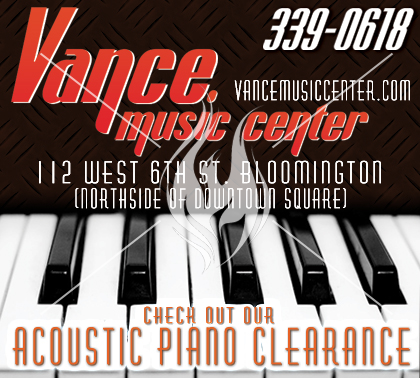 339-0618
Vance
VANCEMUSICCENTER.COM
music center
112 WEST 6TH ST. BLOOMINGTON
(NORTHSIDE OF DOWNTOWN SQUARE)
CHECK OUT OUR
ACOUSTIC PIANO CLEARANCE